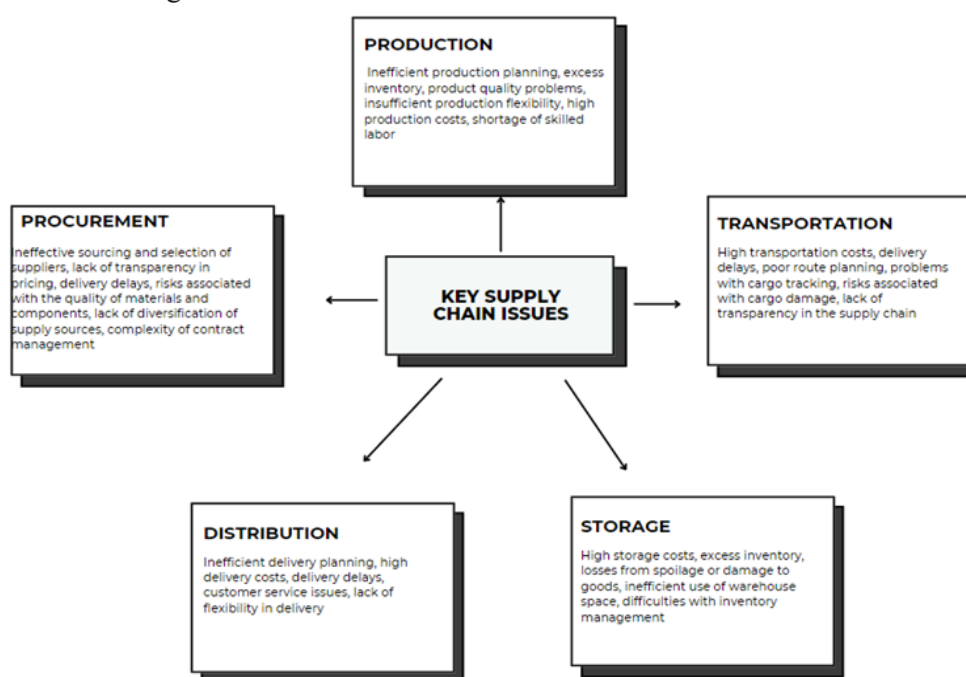 PRODUCTION
Inefficient production planning, excess
inventory, product quality problems,
insufficient production flexibility, high
production costs, shortage of skilled
labor
PROCUREMENT
Ineffective sourcing and selection of
suppliers, lack of transparency in
pricing, delivery delays, risks associated
with the quality of materials and
components, lack of diversification of
supply sources, complexity of contract
management
KEY SUPPLY
CHAIN ISSUES
TRANSPORTATION
High transportation costs, delivery
delays, poor route planning, problems
with cargo tracking, risks associated
with cargo damage, lack of
transparency in the supply chain
DISTRIBUTION
Inefficient delivery planning, high
delivery costs, delivery delays,
customer service issues, lack of
flexibility in delivery
STORAGE
High storage costs, excess inventory,
losses from spoilage or damage to
goods, inefficient use of warehouse
space, difficulties with inventory
management